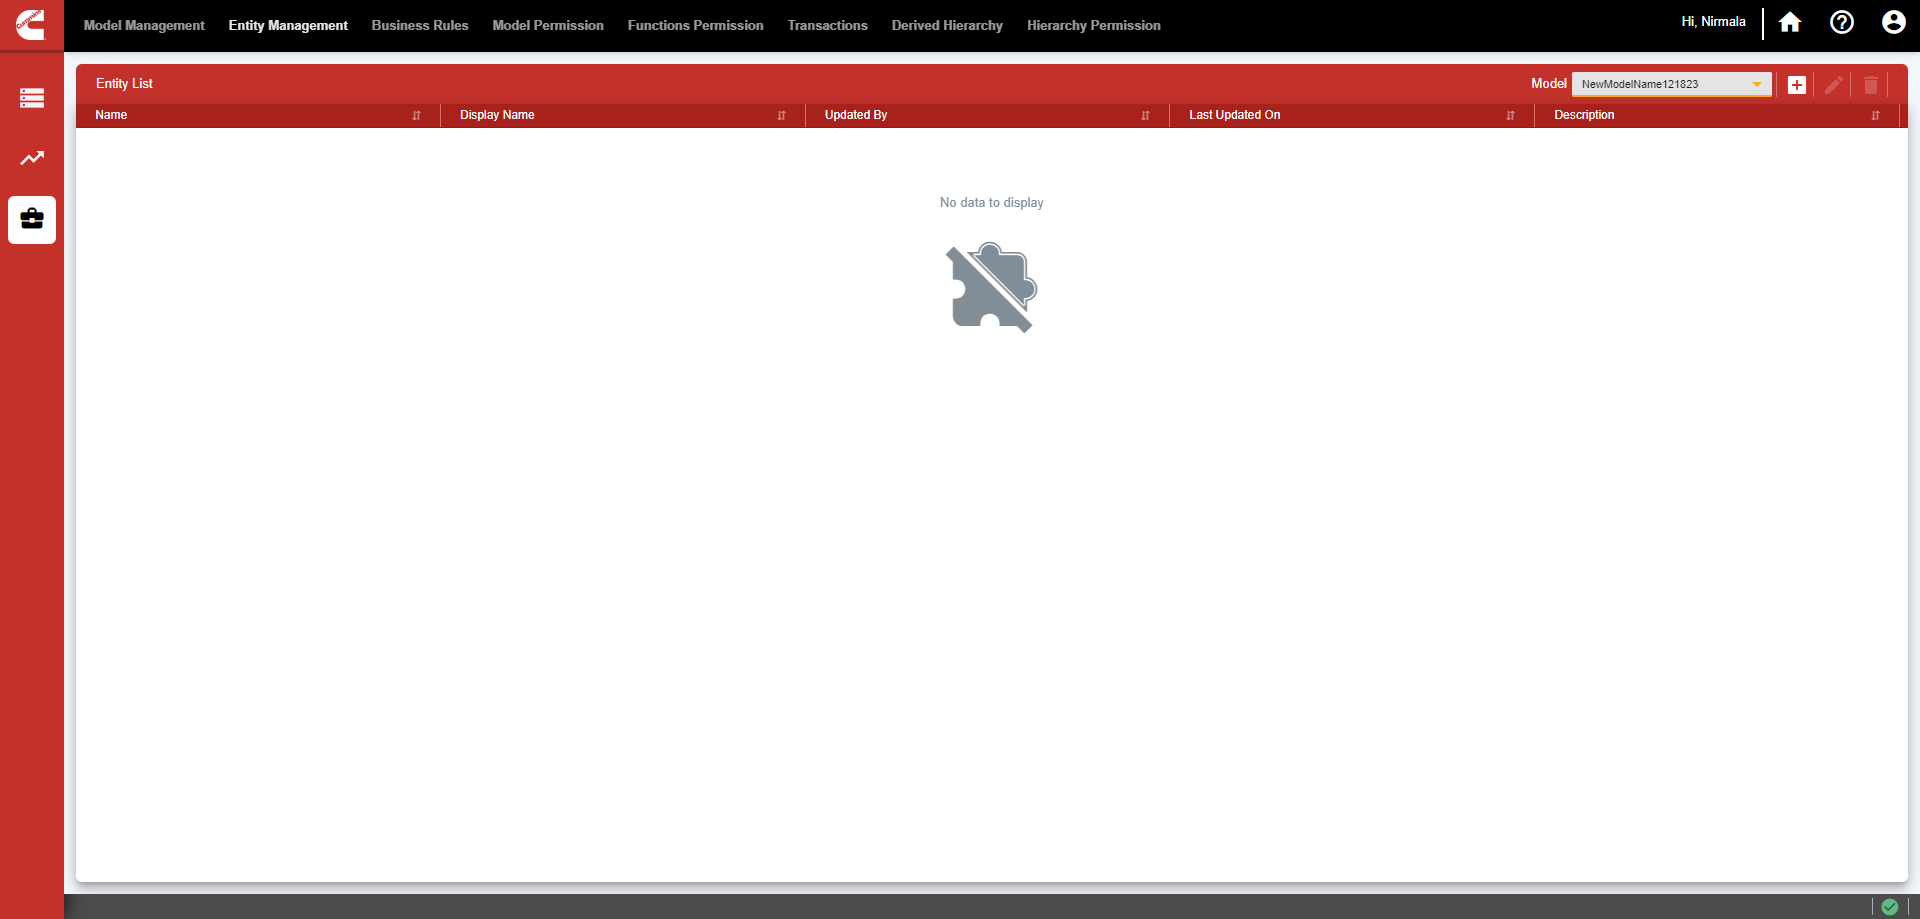 Cummins
Model Management Entity Management Business Rules Model Permission Functions Permission Transactions Derived Hierarchy Hierarchy Permission Hi, Nirmala
Entity List Model NewModelName121823
Name Display Name Updated By Last Updated On Description
No data to display